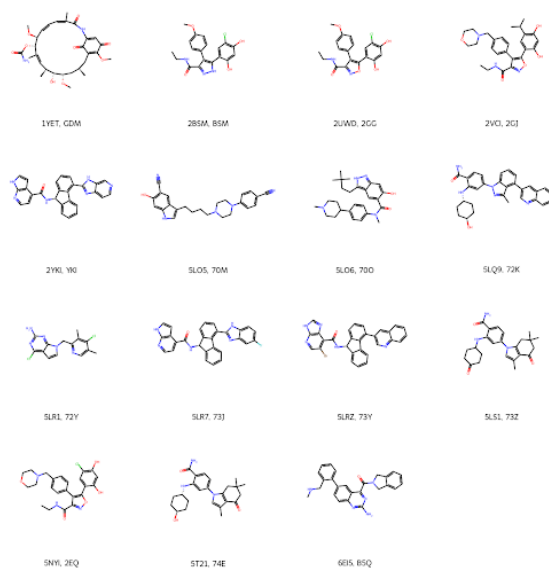 1YET, GDM
2BSM, BSM
2UWD, 2GG
2VCI, 2GJ
2YKI, YKI
5LO5, 70M
5LO6, 70O
5LQ9, 72K
5LR1, 72Y
5LR7, 73J
5LRZ, 73Y
5LS1, 73Z
5NYI, 2EQ
5T21, 74E
6EI5, B5Q